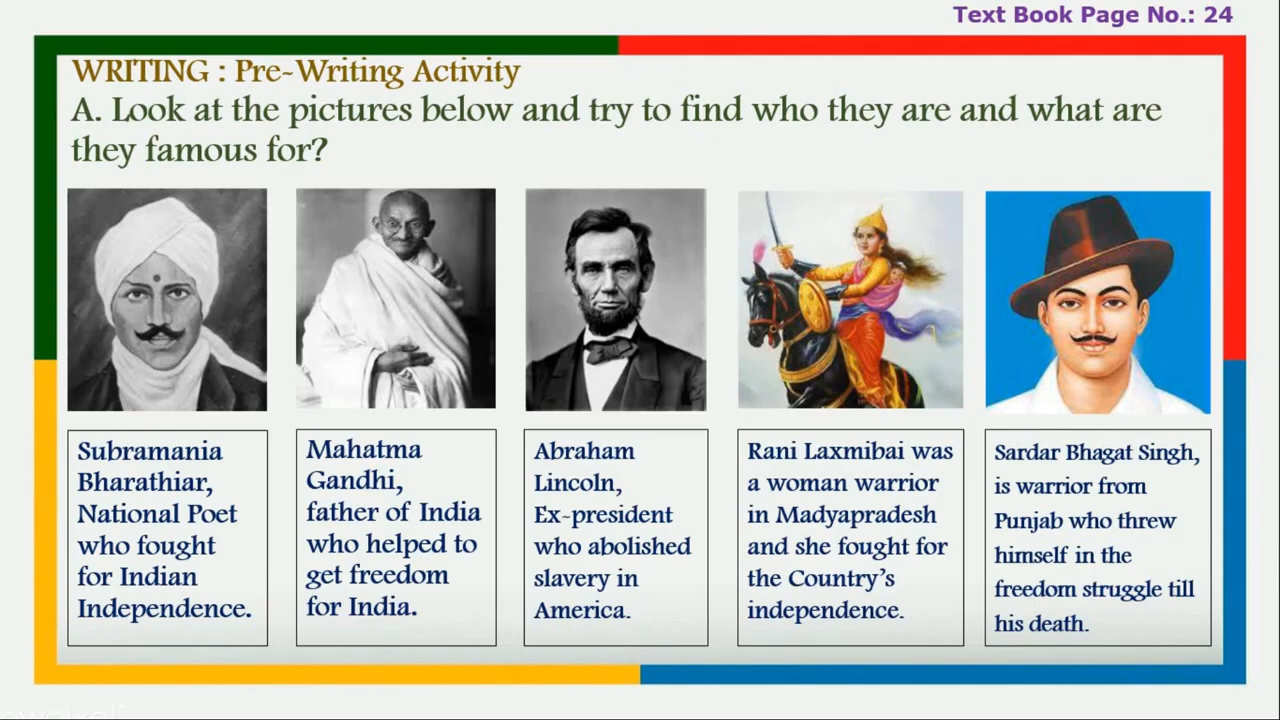 Text Book Page No.: 24
WRITING : Pre-Writing Activity
A. Look at the pictures below and try to find who they are and what are
they famous for?
Subramania
Bharathiar,
National Poet
who fought
for Indian
Independence.
Mahatma
Gandhi,
father of India
who helped to
get freedom
for India.
Abraham
Lincoln,
Ex-president
who abolished
slavery in
America.
Rani Laxmibai was
a woman warrior
in Madyapradesh
and she fought for
the Country's
independence.
Sardar Bhagat Singh,
is warrior from
Punjab who threw
himself in the
freedom struggle till
his death.